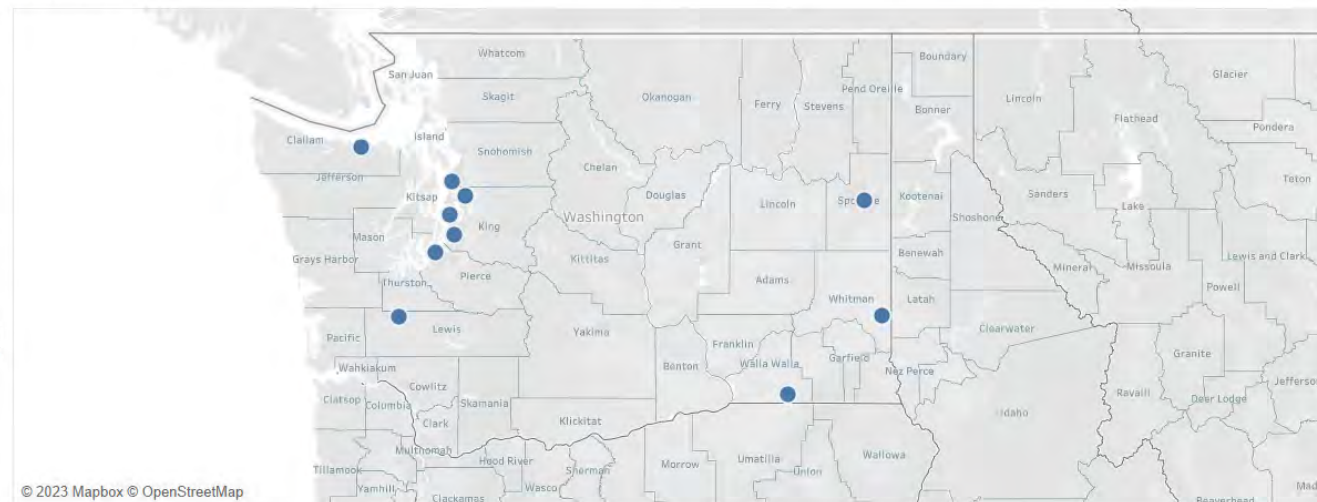 Whatcom
Boundary
San Juan
Glacier
Pend Oreille
Skagit
Okanogan
Ferry
Stevens
Lincoln
Bonner
Flathead
Island
Pondera
Clallam
Snohomish
Chelan
Jefferson
Teton
Kitsap
Douglas
Lincoln
Kootenai
Sanders
Lake
Washington
Shoshone
King
Mason
Grant
Benewah
Lewis and Clark
Grays Harbor
Kittitas
Mineral
Missoula
Pierce
Adams
Thurston
Powell
Whitman
Latah
Lewis
Clearwater
Yakima
Pacific
Franklin
Granite
Garfield
Walla Walla
Benton
Wahkiakum
Nez Perce
Cowlitz
Jefferso
Ravalli
Clatsop
Columbia
Skamania
Deer Lodge
Idaho
Clark
Klickitat
Multnomah
Wallowa
Hood River
Umatilla
Morrow
Tillamook
Sherman
Union
Yamhill
Wasco
Mad
© 2023 Mapbox © OpenStreetMap
Clackamas
Beaverhead